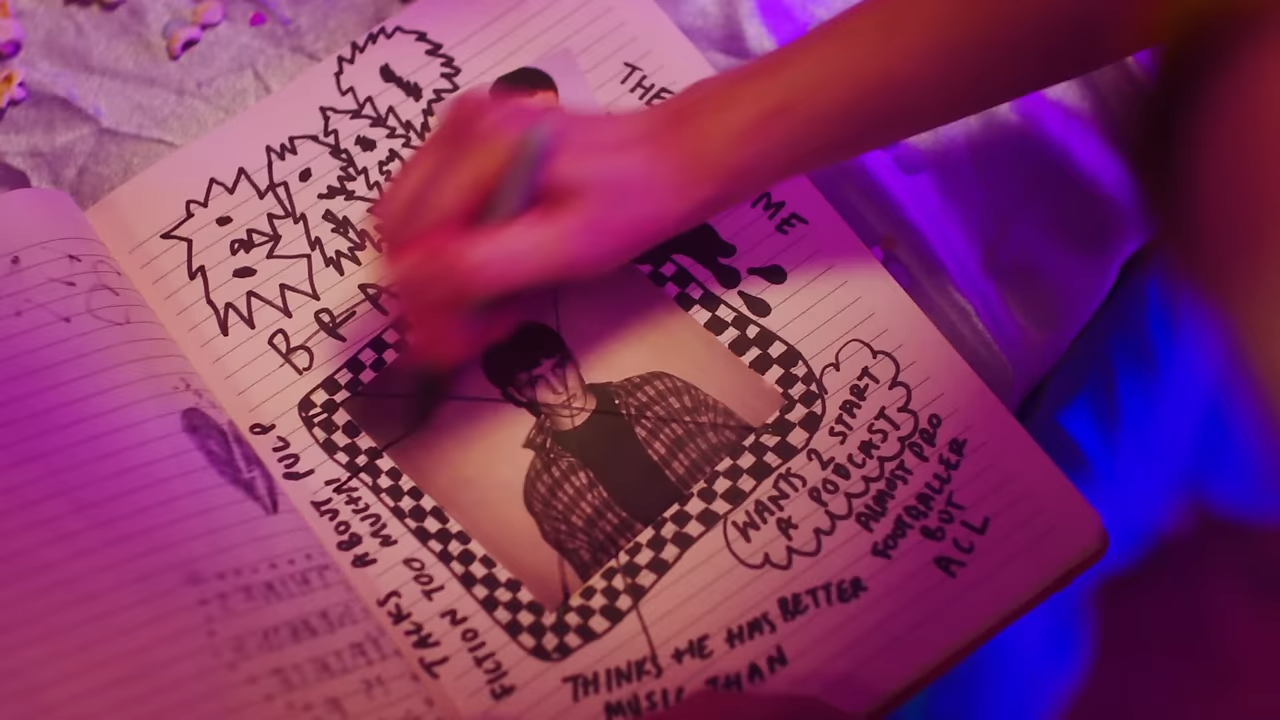 THE
ME
BRA
TALKS ABOUT PULP
FICTION TOO MUCH
WANTS 2 START
A PODCAST
ALMOST PRO
FOOTBALLER
BUT
ACL
THINKS HE HAS BETTER
MUSIC THAN